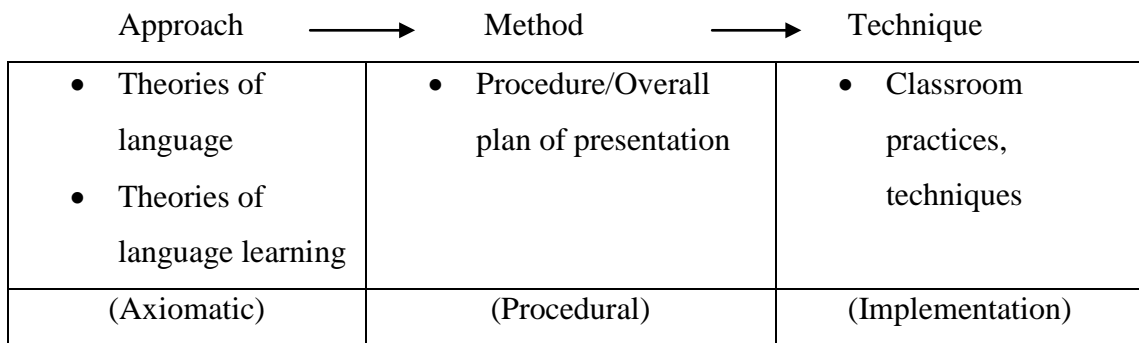 Approach Method Technique
• Theories of language
• Theories of language learning
• Procedure/Overall plan of presentation
• Classroom practices, techniques
(Axiomatic) (Procedural) (Implementation)